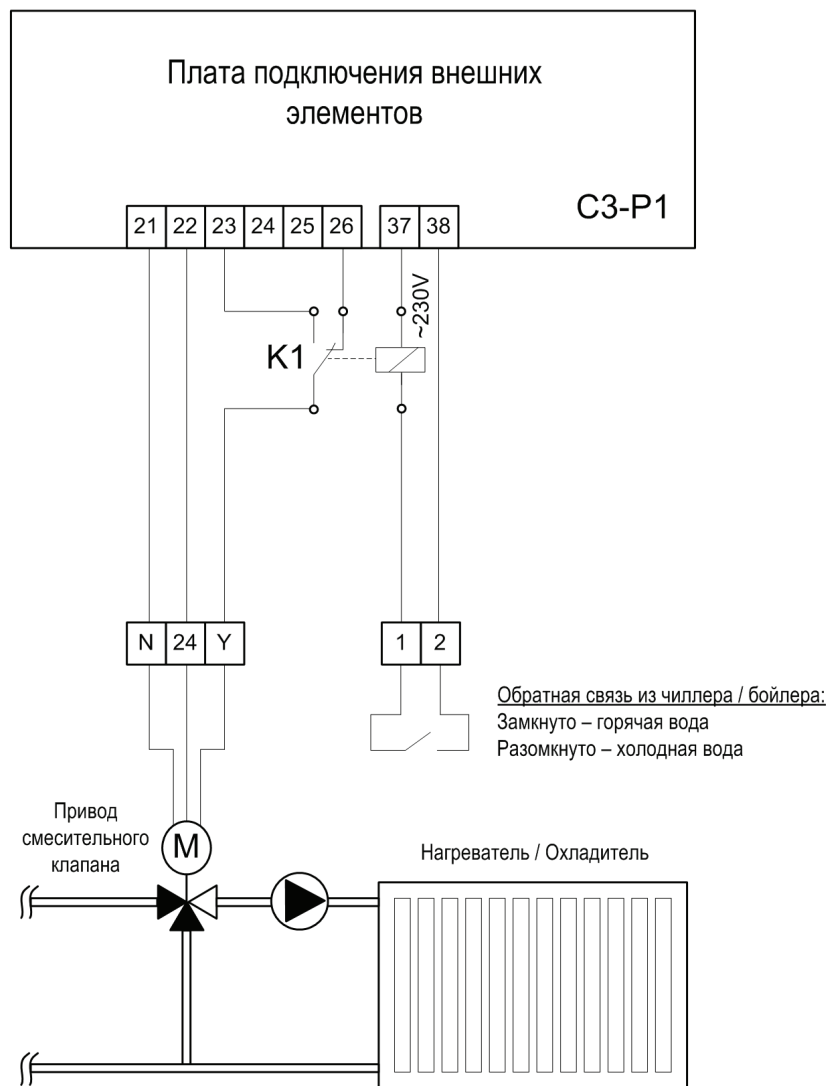 Плата подключения внешних
элементов
C3-P1
21 22 23 24 25 26 37 38
~230V
K1
N 24 Y 1 2
Обратная связь из чиллера / бойлера:
Замкнуто – горячая вода
Разомкнуто – холодная вода
Привод
смесительного
клапана
M
Нагреватель / Охладитель